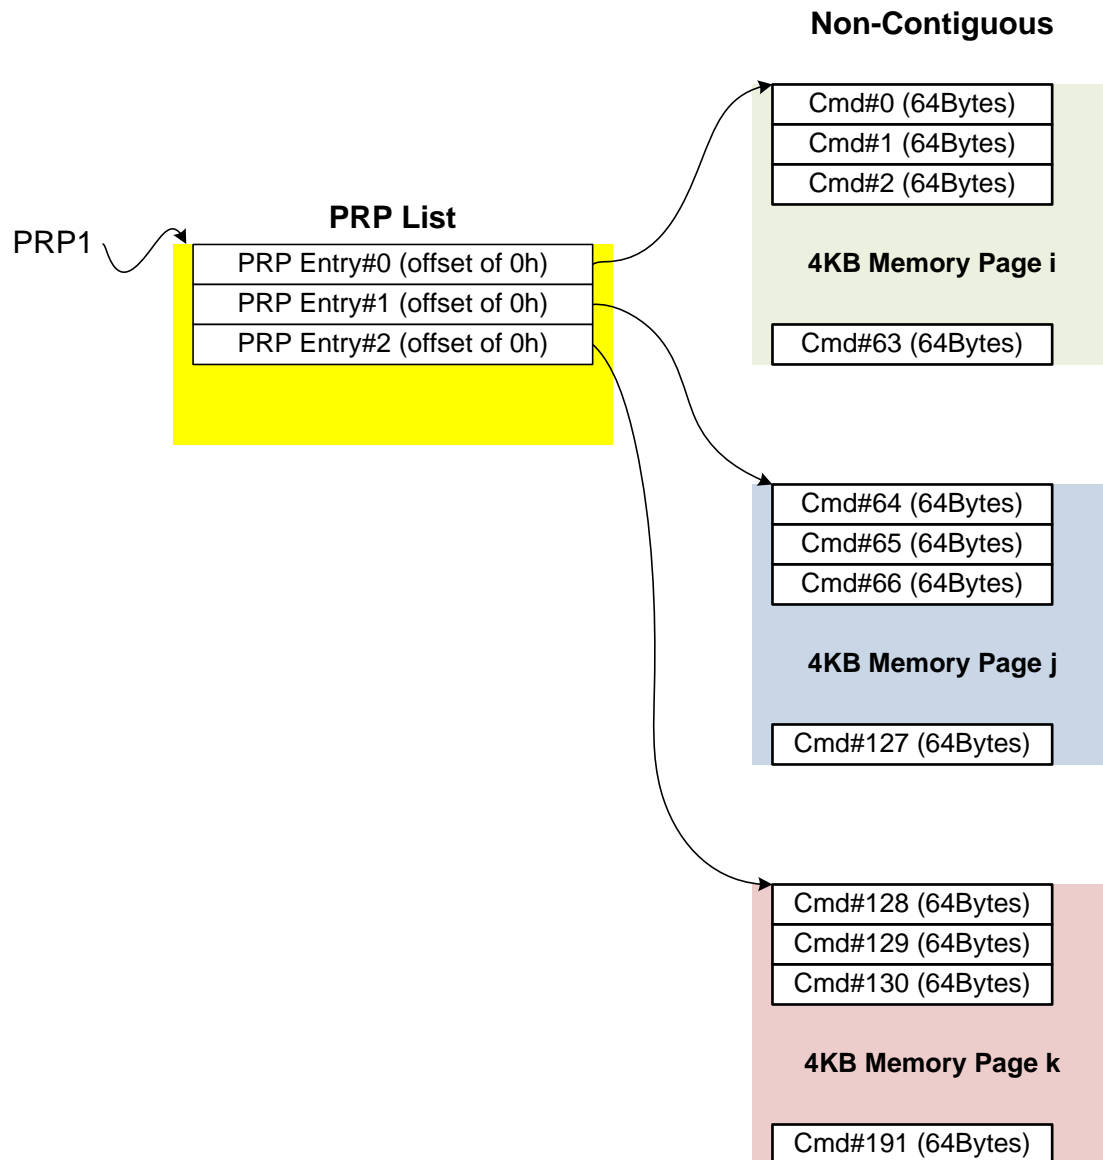 Non-Contiguous
Cmd#0 (64Bytes)
Cmd#1 (64Bytes)
Cmd#2 (64Bytes)
4KB Memory Page i
Cmd#63 (64Bytes)
PRP1
PRP List
PRP Entry#0 (offset of 0h)
PRP Entry#1 (offset of 0h)
PRP Entry#2 (offset of 0h)
Cmd#64 (64Bytes)
Cmd#65 (64Bytes)
Cmd#66 (64Bytes)
4KB Memory Page j
Cmd#127 (64Bytes)
Cmd#128 (64Bytes)
Cmd#129 (64Bytes)
Cmd#130 (64Bytes)
4KB Memory Page k
Cmd#191 (64Bytes)